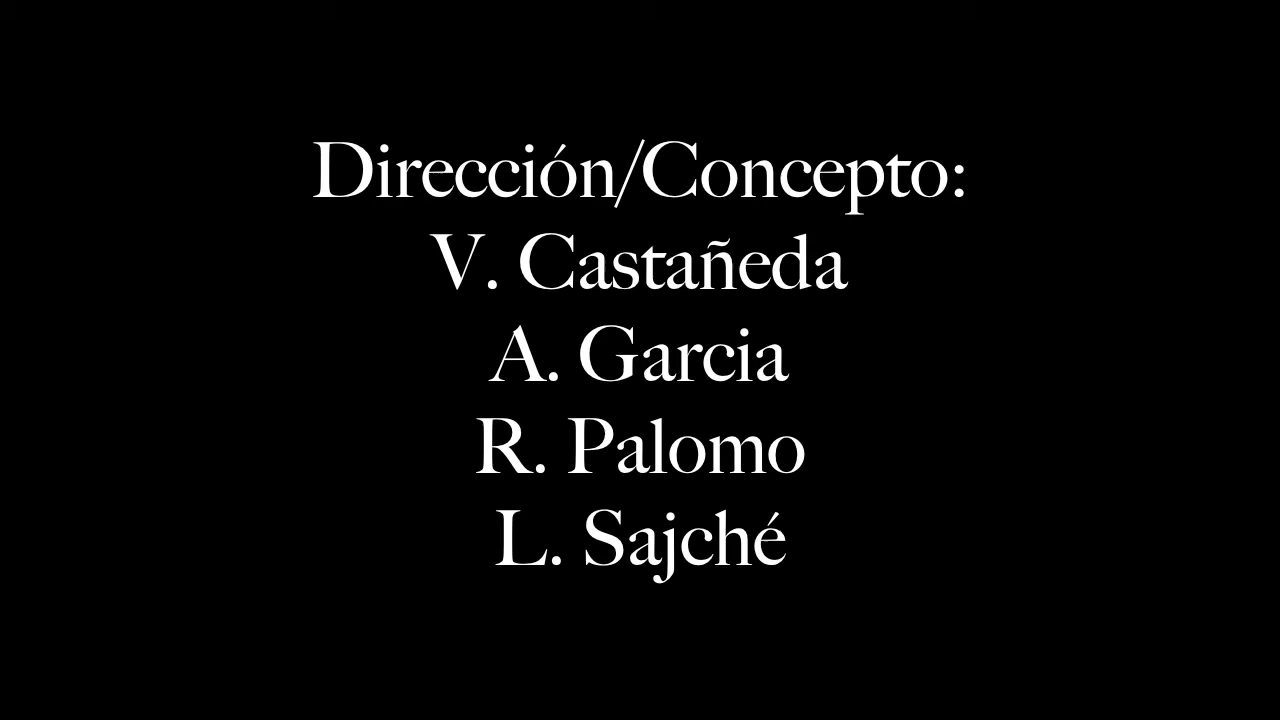 Dirección/Concepto:
V. Castañeda
A. Garcia
R. Palomo
L. Sajché